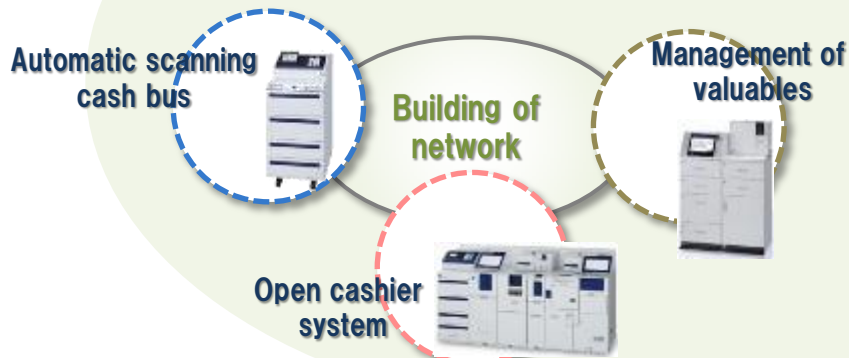 Automatic scanning
cash bus
Building of
network
Management of
valuables
Open cashier
system